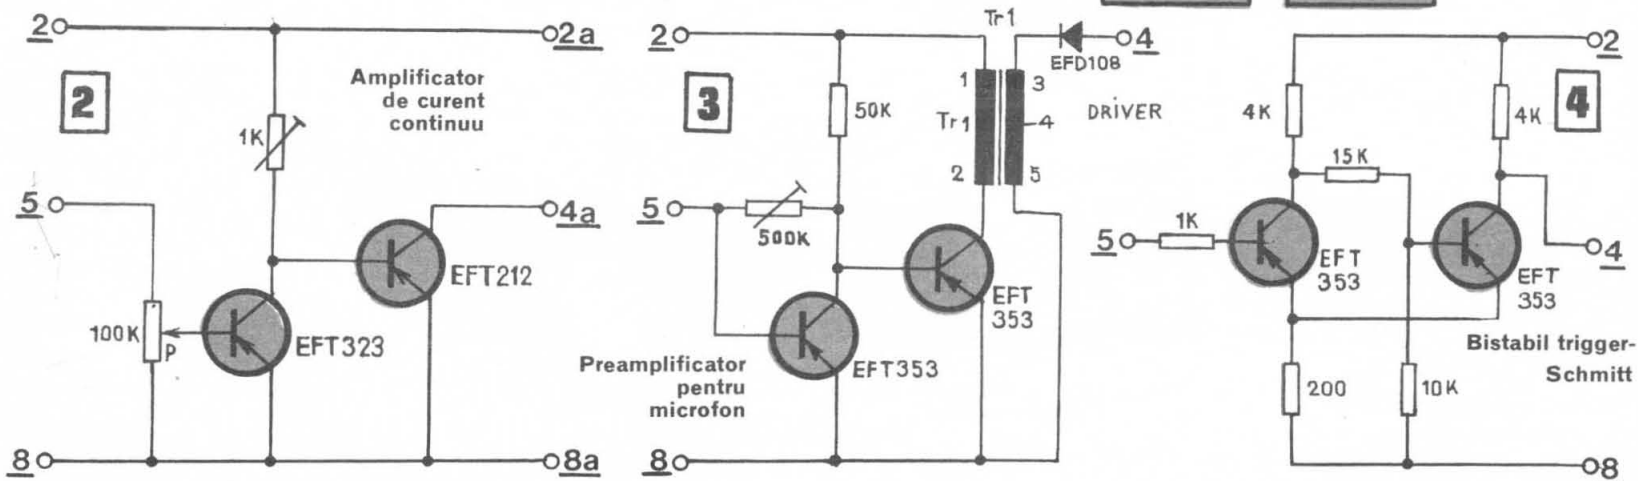 2
2a
2
Amplificator
de curent
continuu
1K
5
4a
EFT212
100K
P
EFT323
8
8a
Tr1
2
4
EFD108
3
1
3
50K
Tr1
4
DRIVER
2
5
5
500K
EFT
353
Preamplificator
pentru
microfon
EFT353
8
2
4K
4K
4
15K
5
1K
EFT
353
4
EFT
353
Bistabil trigger-
Schmitt
200
10K
8